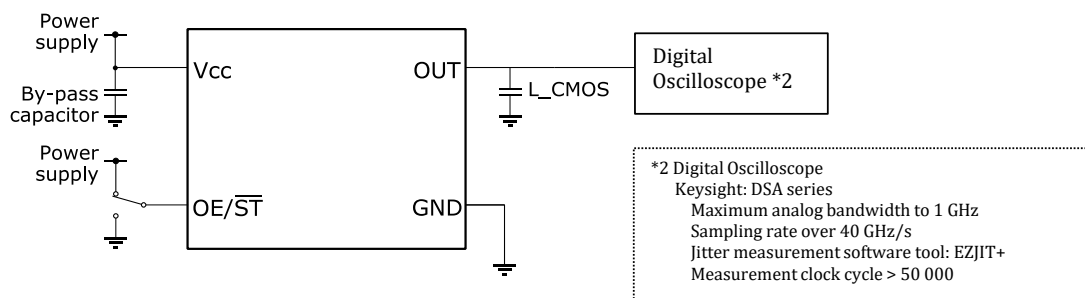 Power
supply
Vcc
By-pass
capacitor
Power
supply
OE/S̅T̅
OUT
GND
L_CMOS
Digital
Oscilloscope *2
*2 Digital Oscilloscope
Keysight: DSA series
Maximum analog bandwidth to 1 GHz
Sampling rate over 40 GHz/s
Jitter measurement software tool: EZJIT+
Measurement clock cycle > 50 000